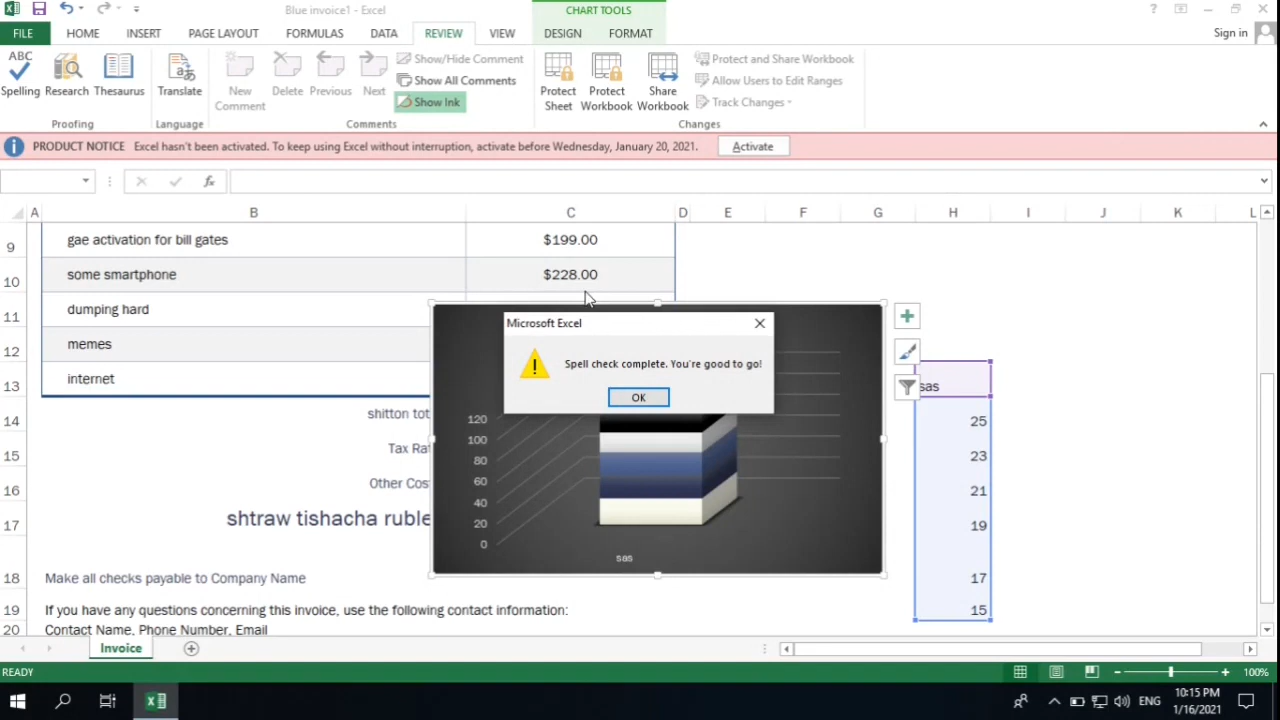 Blue invoice1 - Excel
CHART TOOLS
?
FILE
HOME
INSERT
PAGE LAYOUT
FORMULAS
DATA
REVIEW
VIEW
DESIGN
FORMAT
Sign in
ABC
Spelling
Research
Thesaurus
Translate
New Comment
Delete
Previous
Next
Show/Hide Comment
Show All Comments
Show Ink
Protect Sheet
Protect Workbook
Share Workbook
Protect and Share Workbook
Allow Users to Edit Ranges
Track Changes
Proofing
Language
Comments
Changes
PRODUCT NOTICE Excel hasn't been activated. To keep using Excel without interruption, activate before Wednesday, January 20, 2021. Activate
fx
A B C D E F G H I J K L
9 gae activation for bill gates $199.00
10 some smartphone $228.00
11 dumping hard
12 memes
13 internet
Microsoft Excel
Spell check complete. You're good to go!
OK
sas
120
100
80
60
40
20
0
sas
14 shitton tot 25
15 Tax Ra 23
16 Other Cos 21
17 shtraw tishacha ruble 19
18 Make all checks payable to Company Name 17
19 If you have any questions concerning this invoice, use the following contact information: 15
20 Contact Name, Phone Number, Email
Invoice
READY
100%
ENG
10:15 PM
1/16/2021